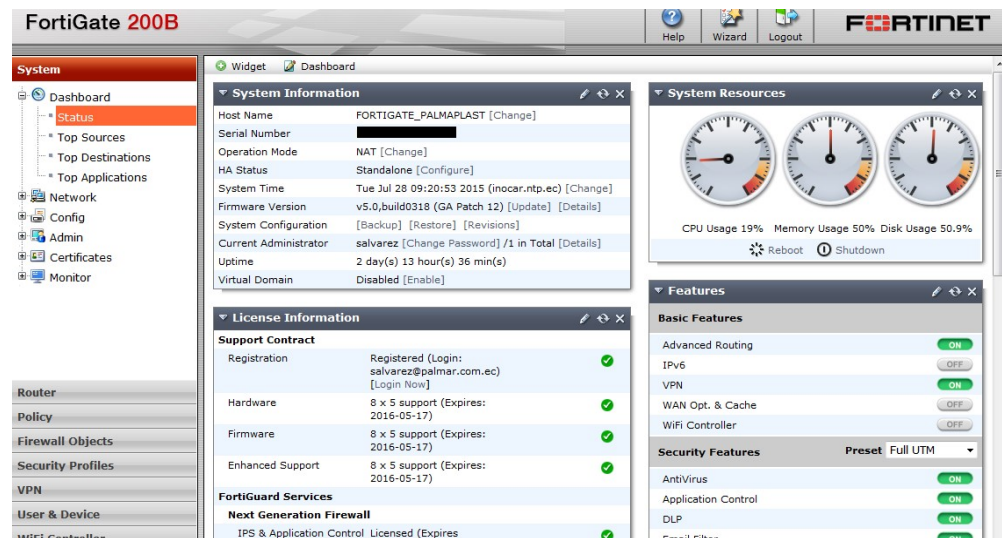 FortiGate 200B
Help
Wizard
Logout
FORTINET
System
Dashboard
Status
Top Sources
Top Destinations
Top Applications
Network
Config
Admin
Certificates
Monitor
Router
Policy
Firewall Objects
Security Profiles
VPN
User & Device
WiFi Controller
Widget Dashboard
System Information
Host Name FORTIGATE_PALMAPLAST [Change]
Serial Number
Operation Mode NAT [Change]
HA Status Standalone [Configure]
System Time Tue Jul 28 09:20:53 2015 (inocar.ntp.ec) [Change]
Firmware Version v5.0,build0318 (GA Patch 12) [Update] [Details]
System Configuration [Backup] [Restore] [Revisions]
Current Administrator salvarez [Change Password] /1 in Total [Details]
Uptime 2 day(s) 13 hour(s) 36 min(s)
Virtual Domain Disabled [Enable]
License Information
Support Contract
Registration Registered (Login:
salvarez@palmar.com.ec)
[Login Now]
Hardware 8 x 5 support (Expires:
2016-05-17)
Firmware 8 x 5 support (Expires:
2016-05-17)
Enhanced Support 8 x 5 support (Expires:
2016-05-17)
FortiGuard Services
Next Generation Firewall
IPS & Application Control Licensed (Expires
System Resources
CPU Usage 19% Memory Usage 50% Disk Usage 50.9%
Reboot Shutdown
Features
Basic Features
Advanced Routing ON
IPv6 OFF
VPN ON
WAN Opt. & Cache OFF
WiFi Controller OFF
Security Features Preset Full UTM
AntiVirus ON
Application Control ON
DLP ON
Email Filter ON